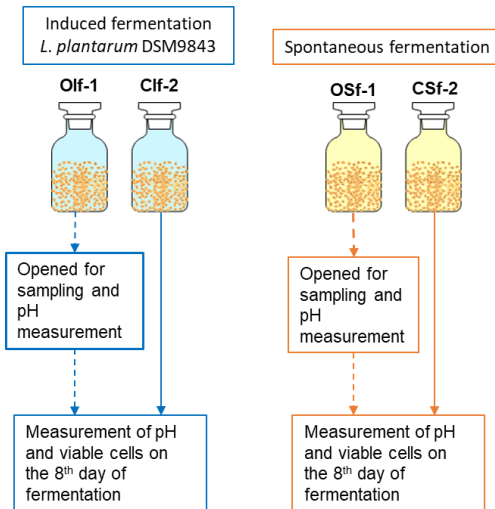 Induced fermentation
L. plantarum DSM9843
OIf-1
CIf-2
Opened for
sampling and
pH
measurement
Measurement of pH
and viable cells on
the 8th day of
fermentation
Spontaneous fermentation
OSf-1
CSf-2
Opened for
sampling and
pH
measurement
Measurement of pH
and viable cells on
the 8th day of
fermentation